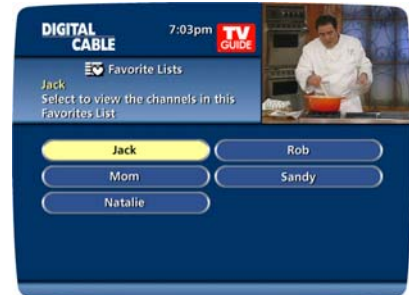 DIGITAL
CABLE
7:03pm
TV
GUIDE
Favorite Lists
Jack
Select to view the channels in this
Favorites List
Jack
Rob
Mom
Sandy
Natalie